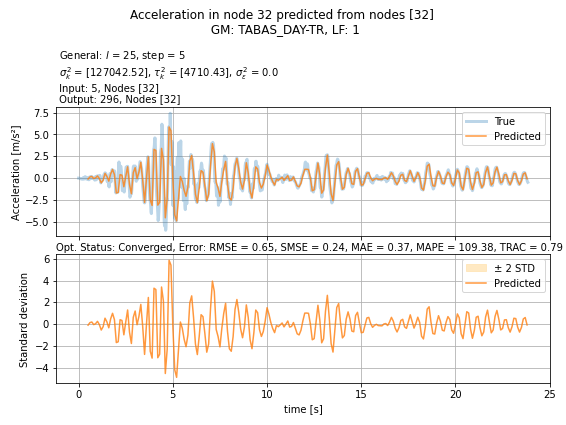 Acceleration in node 32 predicted from nodes [32]
GM: TABAS_DAY-TR, LF: 1
General: l = 25, step = 5
σ²ₖ = [127042.52], τ²ₖ = [4710.43], σ²ε = 0.0
Input: 5, Nodes [32]
Output: 296, Nodes [32]
7.5
5.0
2.5
0.0
−2.5
−5.0
Acceleration [m/s²]
True
Predicted
Opt. Status: Converged, Error: RMSE = 0.65, SMSE = 0.24, MAE = 0.37, MAPE = 109.38, TRAC = 0.79
6
4
2
0
−2
−4
Standard deviation
± 2 STD
Predicted
0 5 10 15 20 25
time [s]